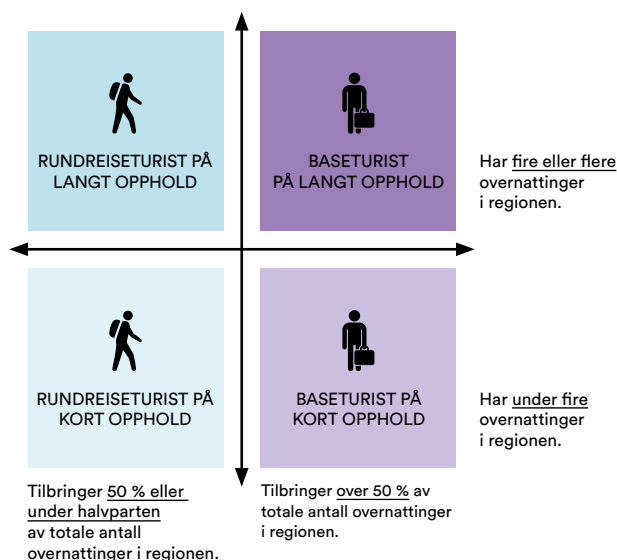 RUNDREISETURIST PÅ
LANGT OPPHOLD
BASETURIST
PÅ LANGT OPPHOLD
Har fire eller flere
overnattinger
i regionen.
RUNDREISETURIST PÅ
KORT OPPHOLD
BASETURIST PÅ
KORT OPPHOLD
Har under fire
overnattinger
i regionen.
Tilbringer 50 % eller
under halvparten
av totale antall
overnattinger i regionen.
Tilbringer over 50 % av
totale antall overnattinger
i regionen.